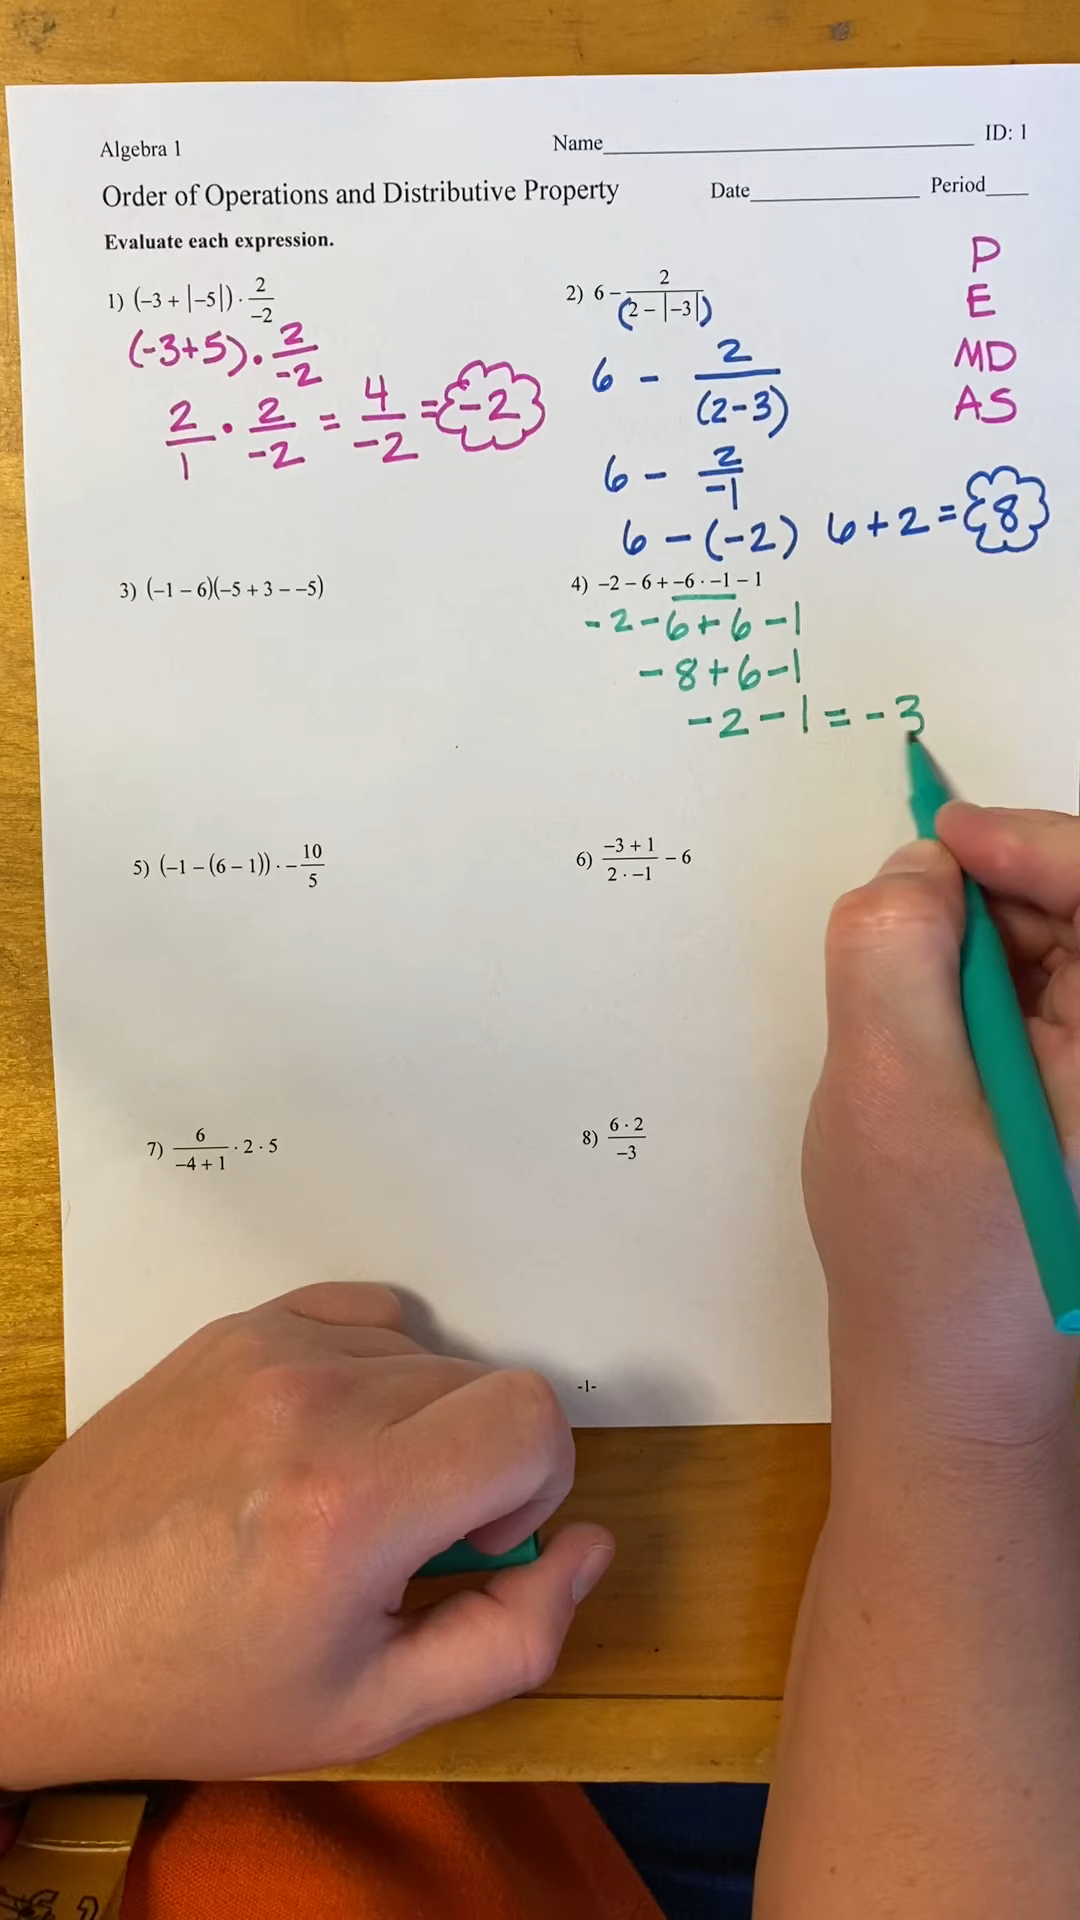 Algebra 1
Name ID: 1
Order of Operations and Distributive Property
Date Period
Evaluate each expression.
P
E
MD
AS
1) (−3 + |−5|) · 2/−2
(-3+5) · 2/-2
2/1 · 2/-2 = 4/-2 = -2
2) 6 − 2/(2 − |−3|)
6 - 2/(2-3)
6 - 2/-1
6 - (-2) 6+2=8
3) (−1 − 6)(−5 + 3 − −5)
4) −2 − 6 + −6 · −1 − 1
-2-6+6-1
-8+6-1
-2-1=-3
5) (−1 − (6 − 1)) · −10/5
6) −3 + 1/2 · −1 − 6
7) 6/−4 + 1 · 2 · 5
8) 6 · 2/−3
-1-